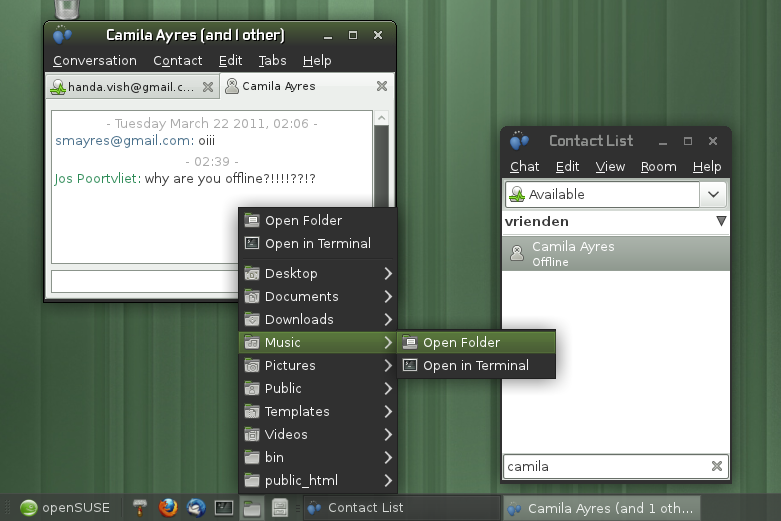 Camila Ayres (and 1 other)
Conversation Contact Edit Tabs Help
handa.vish@gmail.c... Camila Ayres
- Tuesday March 22 2011, 02:06 -
smayres@gmail.com: oiii
- 02:39 -
Jos Poortvliet: why are you offline?!!!!??!?
Open Folder
Open in Terminal
Desktop
Documents
Downloads
Music
Pictures
Public
Templates
Videos
bin
public_html
Open Folder
Open in Terminal
Contact List
Chat Edit View Room Help
Available
vrienden
Camila Ayres
Offline
camila
openSUSE Contact List Camila Ayres (and 1 oth...